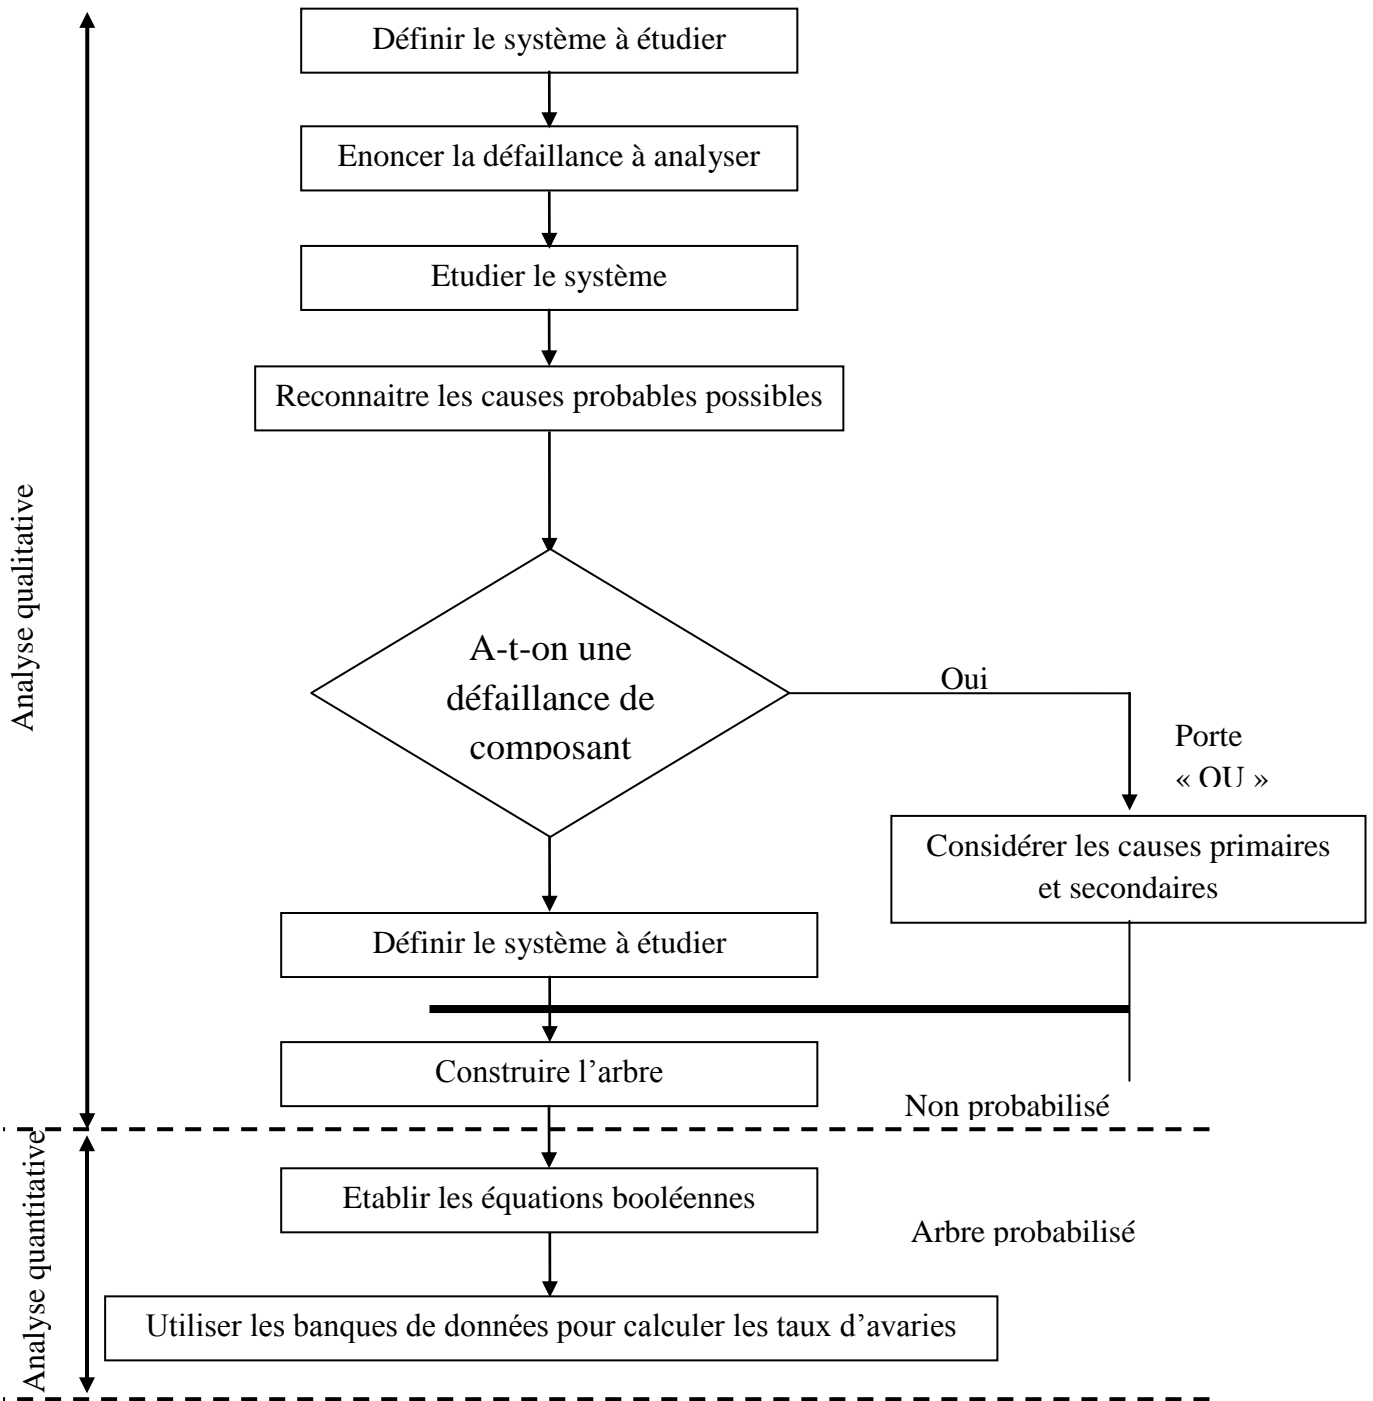 Définir le système à étudier
Enoncer la défaillance à analyser
Etudier le système
Reconnaitre les causes probables possibles
Analyse qualitative
A-t-on une
défaillance de
composant
Oui
Porte
« OU »
Considérer les causes primaires
et secondaires
Définir le système à étudier
Construire l’arbre
Non probabilisé
Analyse quantitative
Etablir les équations booléennes
Arbre probabilisé
Utiliser les banques de données pour calculer les taux d’avaries